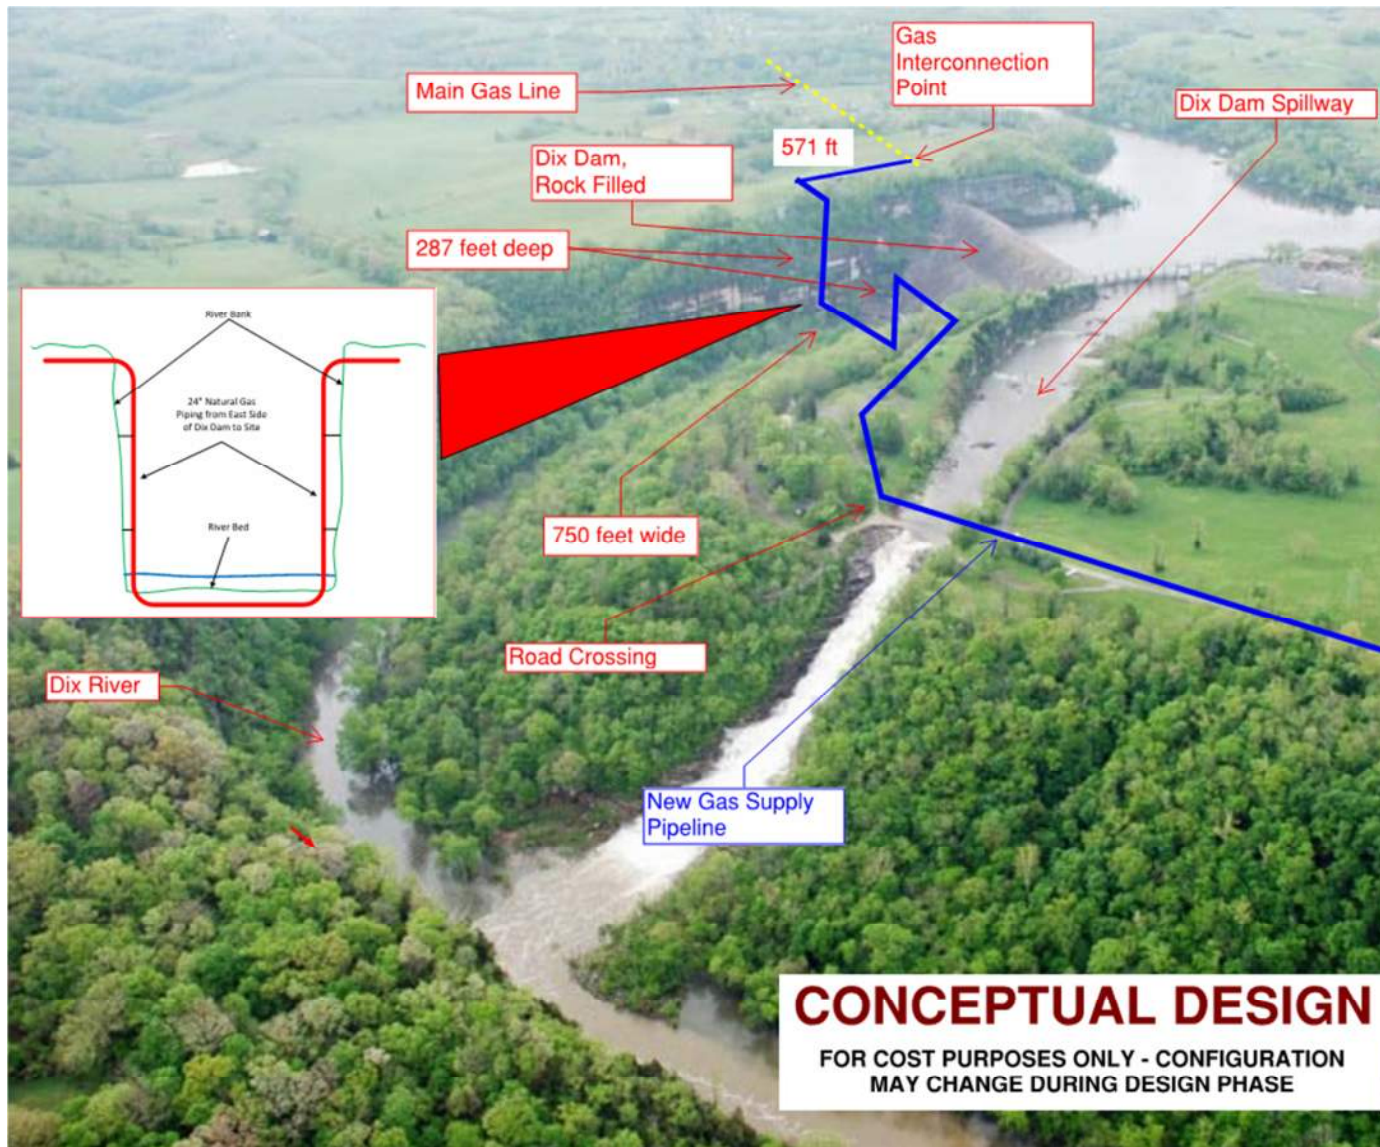 Gas
Interconnection
Point
Main Gas Line
Dix Dam Spillway
571 ft
Dix Dam,
Rock Filled
287 feet deep
River Bank
24" Natural Gas
Piping from East Side
of Dix Dam to Site
River Bed
750 feet wide
Road Crossing
Dix River
New Gas Supply
Pipeline
CONCEPTUAL DESIGN
FOR COST PURPOSES ONLY - CONFIGURATION
MAY CHANGE DURING DESIGN PHASE